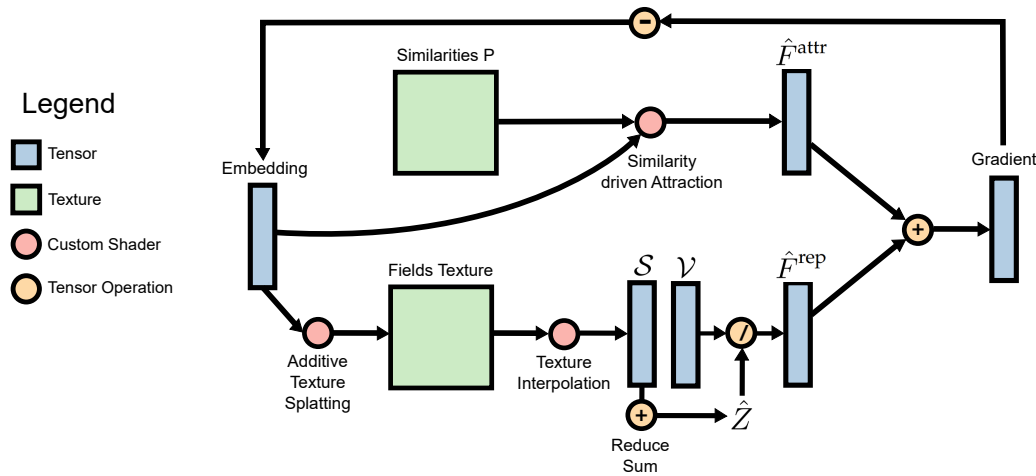 −
Similarities P
F̂^attr
Legend
Tensor
Texture
Custom Shader
Tensor Operation
Embedding
Similarity
driven Attraction
Gradient
+
Fields Texture
S
V
F̂^rep
/
Additive
Texture
Splatting
Texture
Interpolation
+
Ẑ
Reduce
Sum